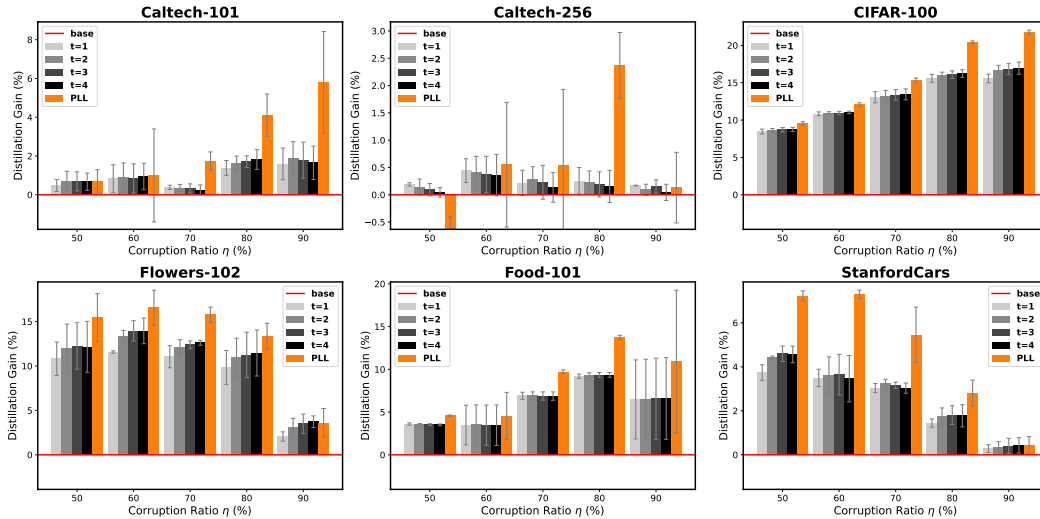 Caltech-101
Distillation Gain (%)
8
6
4
2
0
base
t=1
t=2
t=3
t=4
PLL
50 60 70 80 90
Corruption Ratio η (%)
Caltech-256
Distillation Gain (%)
3.0
2.5
2.0
1.5
1.0
0.5
0.0
−0.5
base
t=1
t=2
t=3
t=4
PLL
50 60 70 80 90
Corruption Ratio η (%)
CIFAR-100
Distillation Gain (%)
20
15
10
5
0
base
t=1
t=2
t=3
t=4
PLL
50 60 70 80 90
Corruption Ratio η (%)
Flowers-102
Distillation Gain (%)
15
10
5
0
base
t=1
t=2
t=3
t=4
PLL
50 60 70 80 90
Corruption Ratio η (%)
Food-101
Distillation Gain (%)
20
15
10
5
0
base
t=1
t=2
t=3
t=4
PLL
50 60 70 80 90
Corruption Ratio η (%)
StanfordCars
Distillation Gain (%)
6
4
2
0
base
t=1
t=2
t=3
t=4
PLL
50 60 70 80 90
Corruption Ratio η (%)